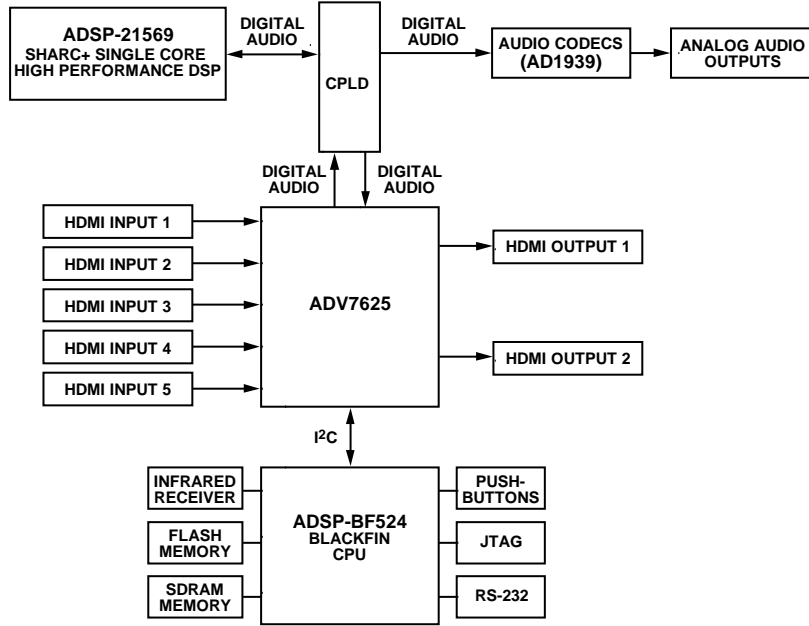 ADSP-21569
SHARC+ SINGLE CORE
HIGH PERFORMANCE DSP
DIGITAL
AUDIO
CPLD
DIGITAL
AUDIO
AUDIO CODECS
(AD1939)
ANALOG AUDIO
OUTPUTS
DIGITAL
AUDIO
DIGITAL
AUDIO
HDMI INPUT 1
HDMI INPUT 2
HDMI INPUT 3
HDMI INPUT 4
HDMI INPUT 5
ADV7625
HDMI OUTPUT 1
HDMI OUTPUT 2
I²C
INFRARED
RECEIVER
FLASH
MEMORY
SDRAM
MEMORY
ADSP-BF524
BLACKFIN
CPU
PUSH-
BUTTONS
JTAG
RS-232